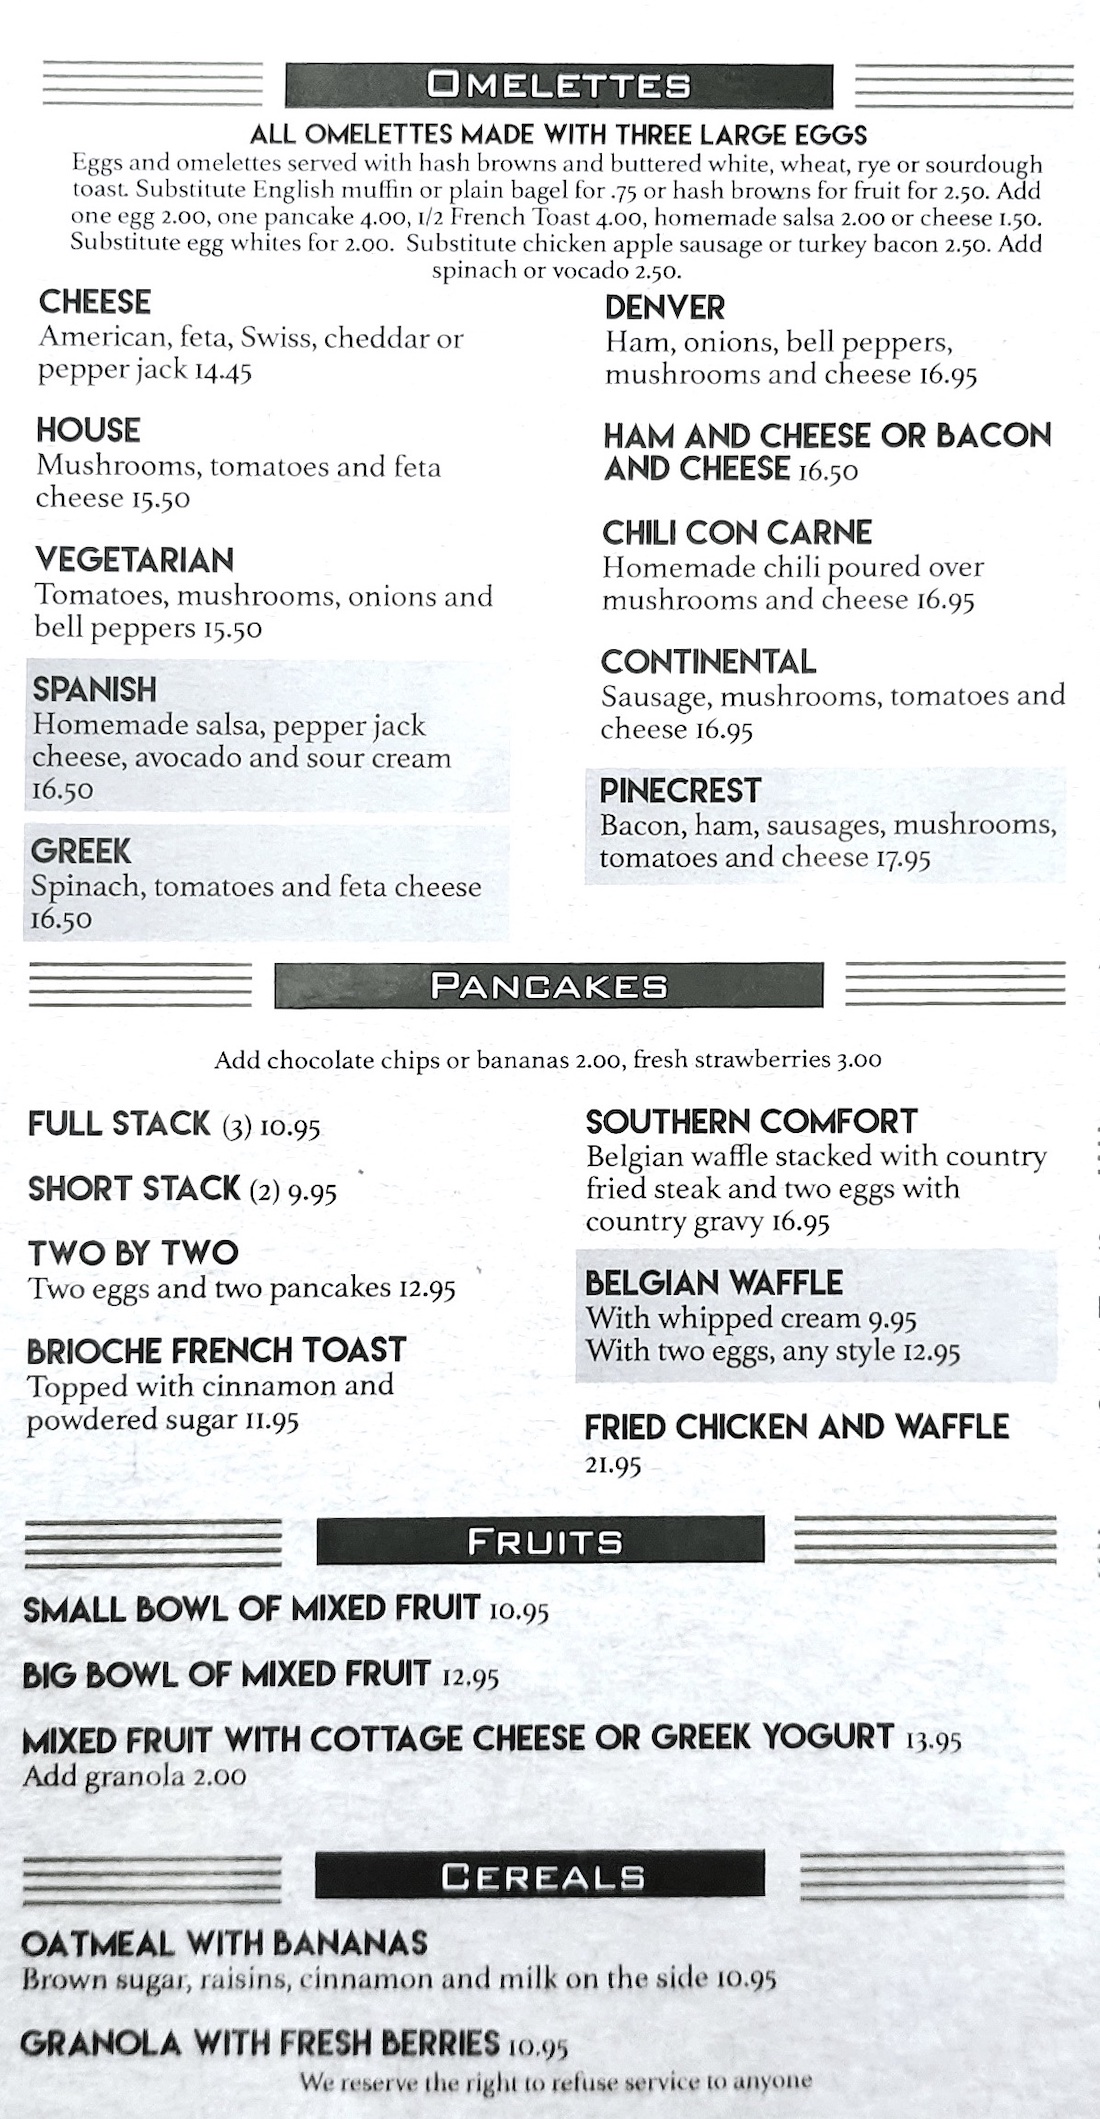 OMELETTES
ALL OMELETTES MADE WITH THREE LARGE EGGS
Eggs and omelettes served with hash browns and buttered white, wheat, rye or sourdough
toast. Substitute English muffin or plain bagel for .75 or hash browns for fruit for 2.50. Add
one egg 2.00, one pancake 4.00, 1/2 French Toast 4.00, homemade salsa 2.00 or cheese 1.50.
Substitute egg whites for 2.00. Substitute chicken apple sausage or turkey bacon 2.50. Add
spinach or vocado 2.50.
CHEESE
American, feta, Swiss, cheddar or
pepper jack 14.45
HOUSE
Mushrooms, tomatoes and feta
cheese 15.50
VEGETARIAN
Tomatoes, mushrooms, onions and
bell peppers 15.50
SPANISH
Homemade salsa, pepper jack
cheese, avocado and sour cream
16.50
GREEK
Spinach, tomatoes and feta cheese
16.50
DENVER
Ham, onions, bell peppers,
mushrooms and cheese 16.95
HAM AND CHEESE OR BACON
AND CHEESE 16.50
CHILI CON CARNE
Homemade chili poured over
mushrooms and cheese 16.95
CONTINENTAL
Sausage, mushrooms, tomatoes and
cheese 16.95
PINECREST
Bacon, ham, sausages, mushrooms,
tomatoes and cheese 17.95
PANCAKES
Add chocolate chips or bananas 2.00, fresh strawberries 3.00
FULL STACK (3) 10.95
SHORT STACK (2) 9.95
TWO BY TWO
Two eggs and two pancakes 12.95
BRIOCHE FRENCH TOAST
Topped with cinnamon and
powdered sugar 11.95
SOUTHERN COMFORT
Belgian waffle stacked with country
fried steak and two eggs with
country gravy 16.95
BELGIAN WAFFLE
With whipped cream 9.95
With two eggs, any style 12.95
FRIED CHICKEN AND WAFFLE
21.95
FRUITS
SMALL BOWL OF MIXED FRUIT 10.95
BIG BOWL OF MIXED FRUIT 12.95
MIXED FRUIT WITH COTTAGE CHEESE OR GREEK YOGURT 13.95
Add granola 2.00
CEREALS
OATMEAL WITH BANANAS
Brown sugar, raisins, cinnamon and milk on the side 10.95
GRANOLA WITH FRESH BERRIES 10.95
We reserve the right to refuse service to anyone